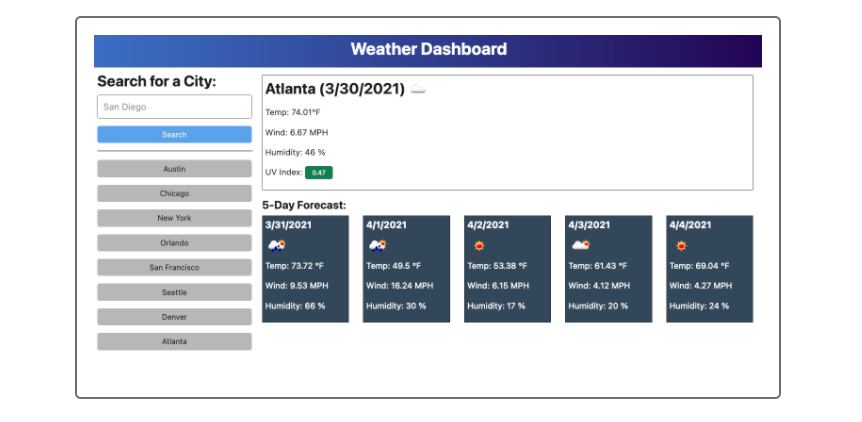 Weather Dashboard
Search for a City:
San Diego
Search
Austin
Chicago
New York
Orlando
San Francisco
Seattle
Denver
Atlanta
Atlanta (3/30/2021)
Temp: 74.01°F
Wind: 6.67 MPH
Humidity: 46 %
UV Index: 0.47
5-Day Forecast:
3/31/2021
Temp: 73.72 °F
Wind: 9.53 MPH
Humidity: 66 %
4/1/2021
Temp: 49.5 °F
Wind: 16.24 MPH
Humidity: 30 %
4/2/2021
Temp: 53.38 °F
Wind: 6.15 MPH
Humidity: 17 %
4/3/2021
Temp: 61.43 °F
Wind: 4.12 MPH
Humidity: 20 %
4/4/2021
Temp: 69.04 °F
Wind: 4.27 MPH
Humidity: 24 %